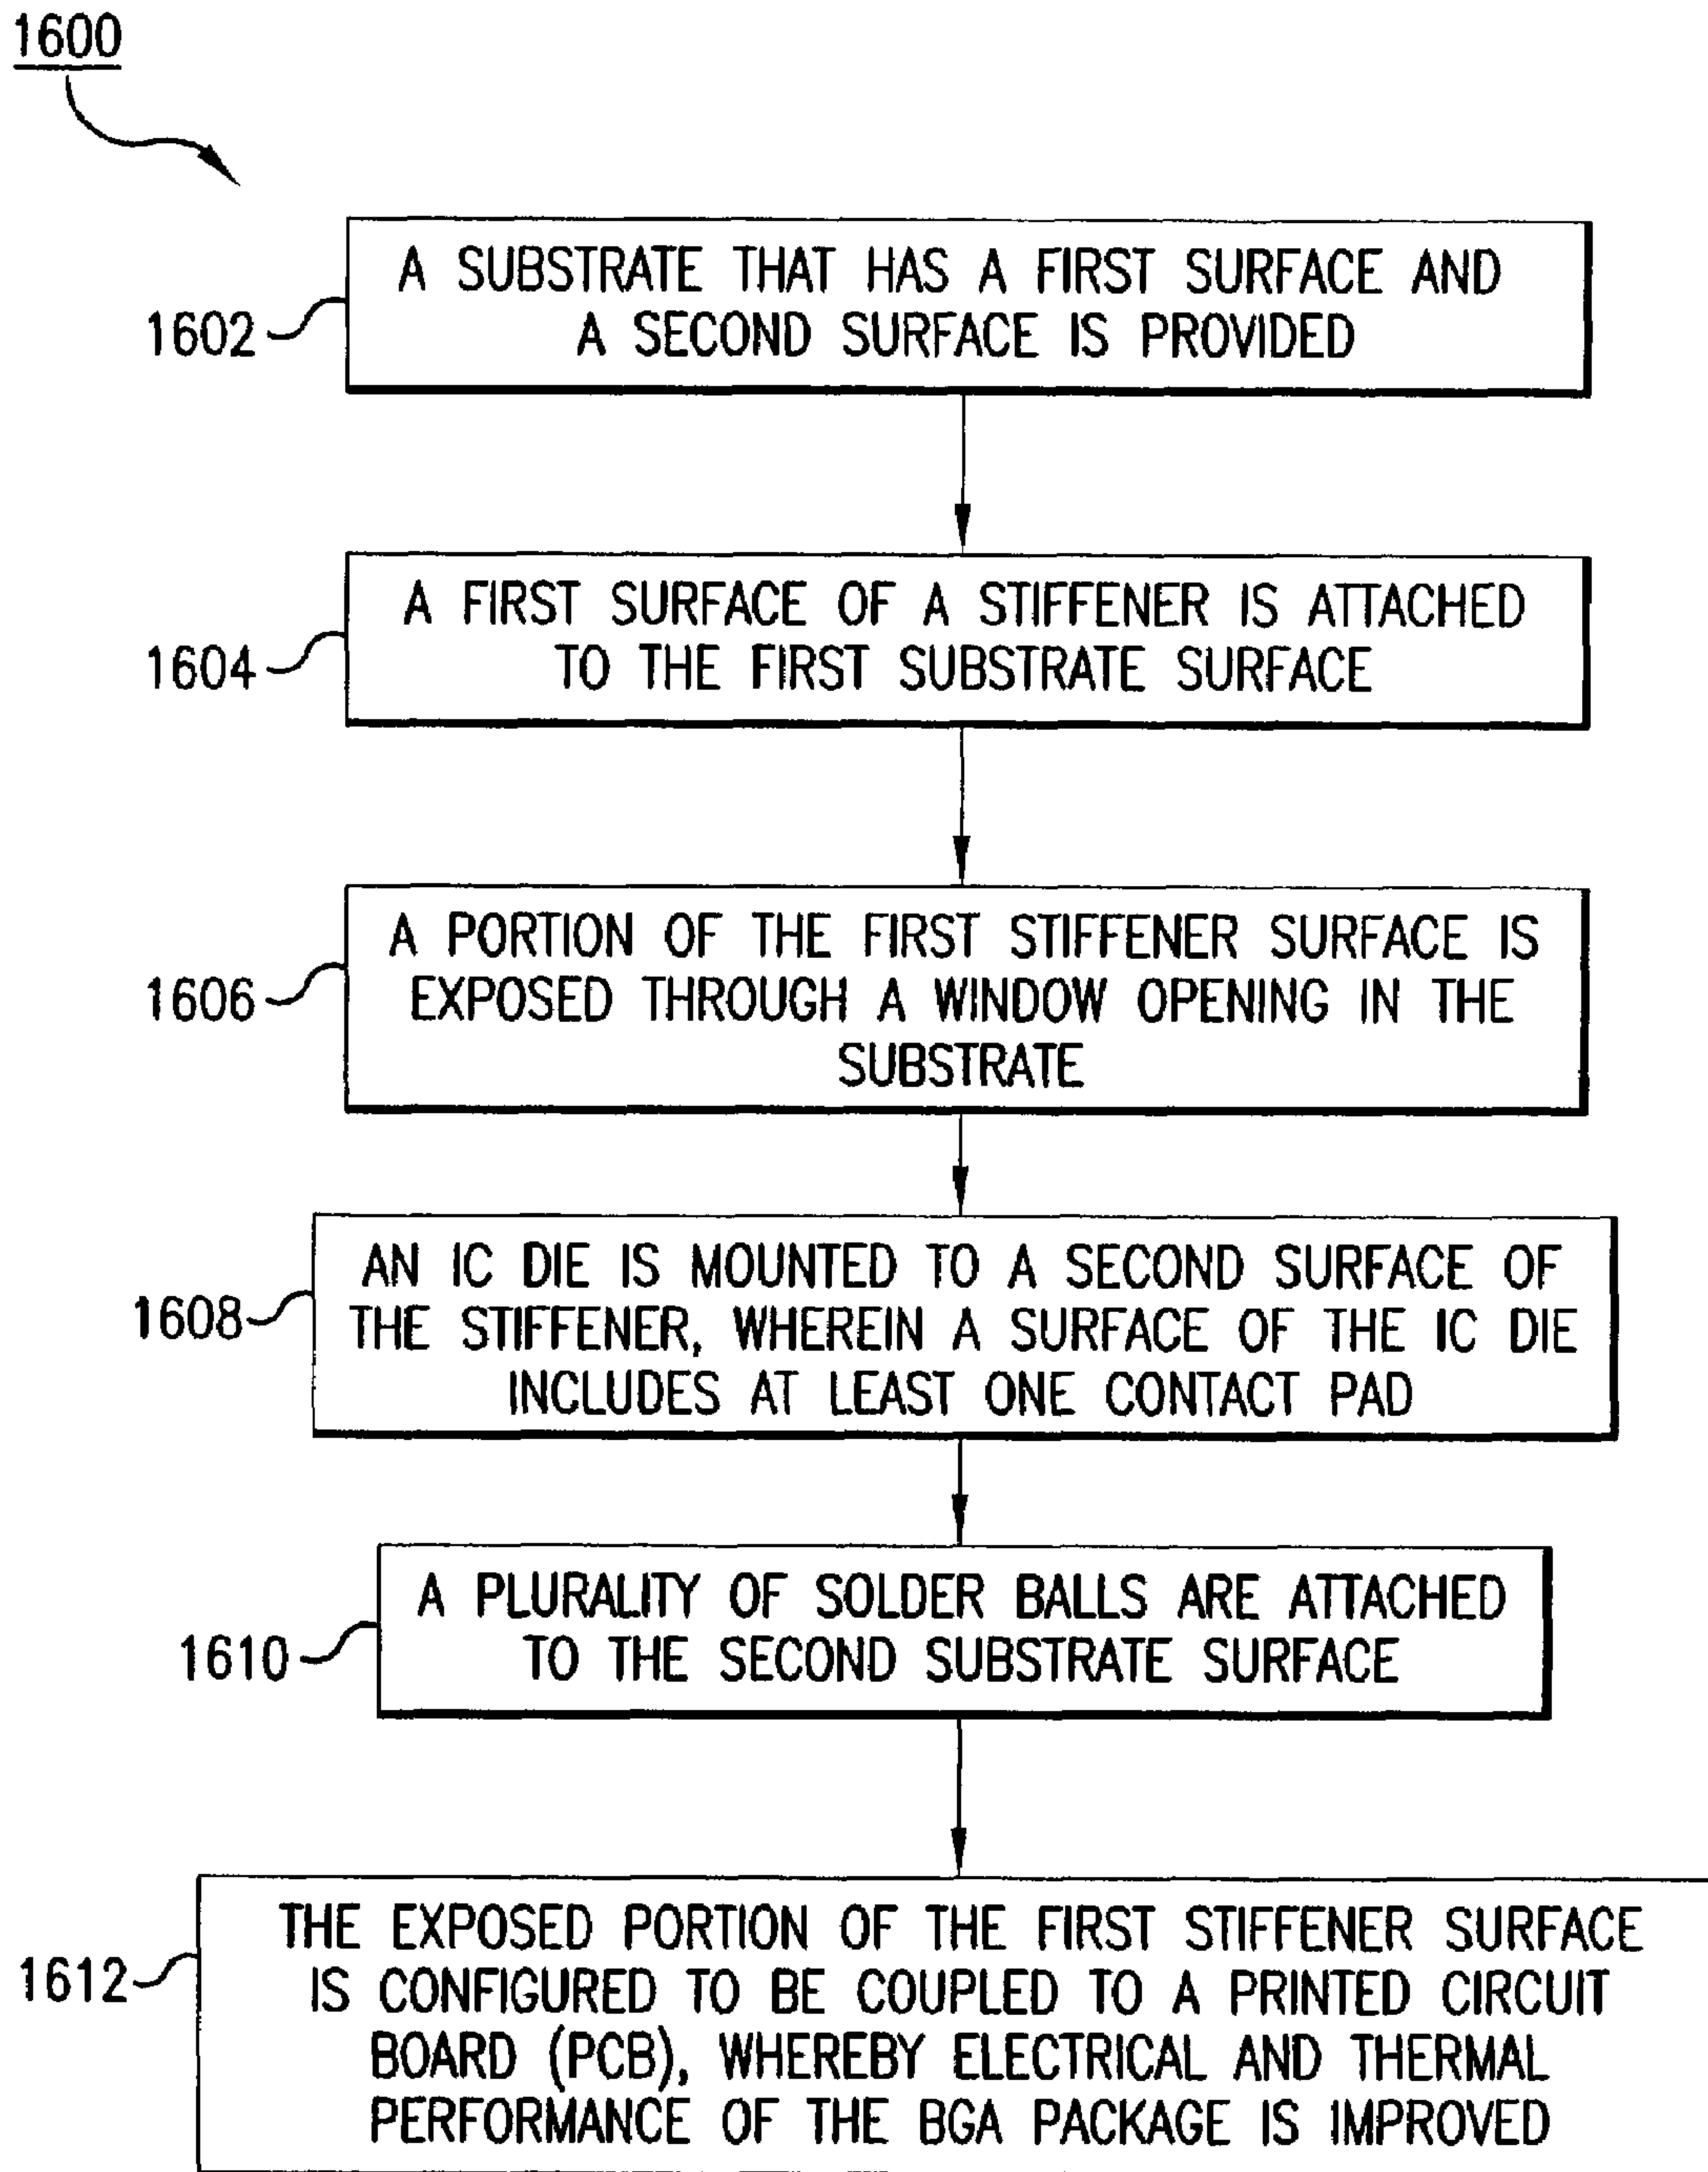 1600
A SUBSTRATE THAT HAS A FIRST SURFACE AND
A SECOND SURFACE IS PROVIDED
1602
A FIRST SURFACE OF A STIFFENER IS ATTACHED
TO THE FIRST SUBSTRATE SURFACE
1604
A PORTION OF THE FIRST STIFFENER SURFACE IS
EXPOSED THROUGH A WINDOW OPENING IN THE
SUBSTRATE
1606
AN IC DIE IS MOUNTED TO A SECOND SURFACE OF
THE STIFFENER, WHEREIN A SURFACE OF THE IC DIE
INCLUDES AT LEAST ONE CONTACT PAD
1608
A PLURALITY OF SOLDER BALLS ARE ATTACHED
TO THE SECOND SUBSTRATE SURFACE
1610
THE EXPOSED PORTION OF THE FIRST STIFFENER SURFACE
IS CONFIGURED TO BE COUPLED TO A PRINTED CIRCUIT
BOARD (PCB), WHEREBY ELECTRICAL AND THERMAL
PERFORMANCE OF THE BGA PACKAGE IS IMPROVED
1612